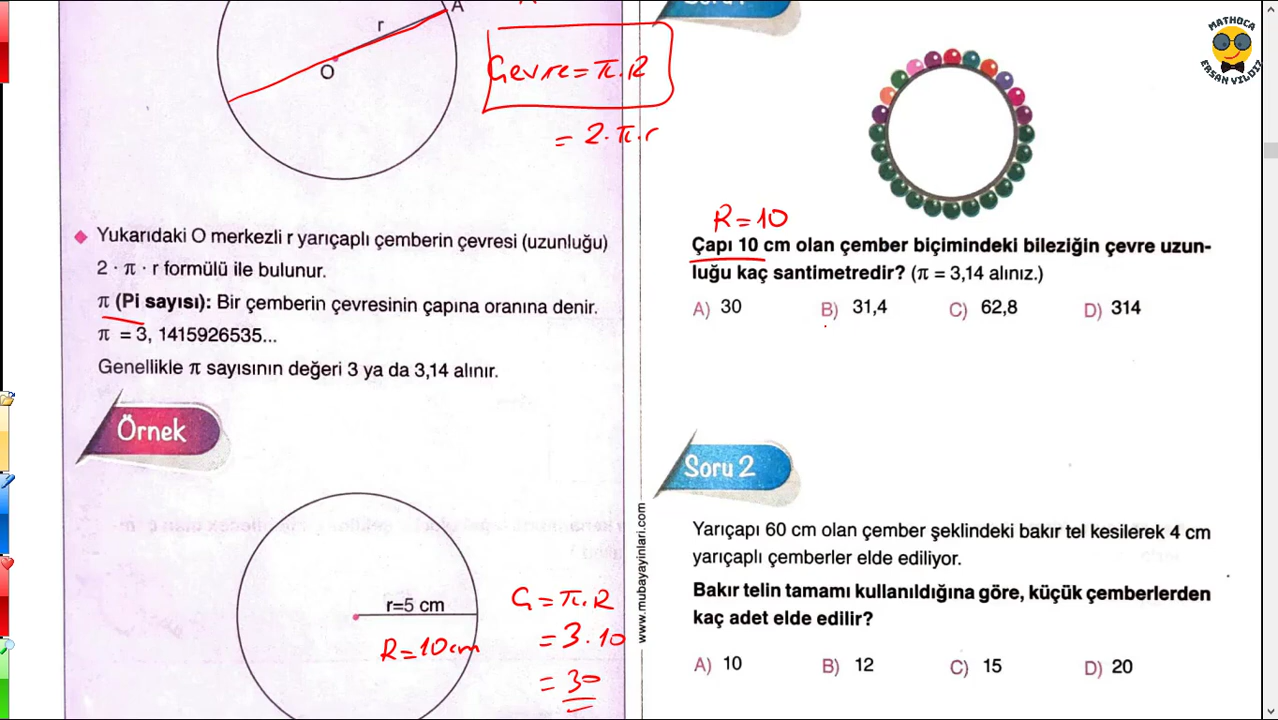 A
r
O
Çevre = π.R
= 2.π.r
Yukarıdaki O merkezli r yarıçaplı çemberin çevresi (uzunluğu)
2 · π · r formülü ile bulunur.
π (Pi sayısı): Bir çemberin çevresinin çapına oranına denir.
π = 3, 1415926535...
Genellikle π sayısının değeri 3 ya da 3,14 alınır.
Örnek
r=5 cm
R=10cm
Ç = π.R
= 3.10
= 30
www.mubayayinlari.com
MATHOCA
ERSAN YILDIZ
R=10
Çapı 10 cm olan çember biçimindeki bileziğin çevre uzun-
luğu kaç santimetredir? (π = 3,14 alınız.)
A) 30 B) 31,4 C) 62,8 D) 314
Soru 2
Yarıçapı 60 cm olan çember şeklindeki bakır tel kesilerek 4 cm
yarıçaplı çemberler elde ediliyor.
Bakır telin tamamı kullanıldığına göre, küçük çemberlerden
kaç adet elde edilir?
A) 10 B) 12 C) 15 D) 20